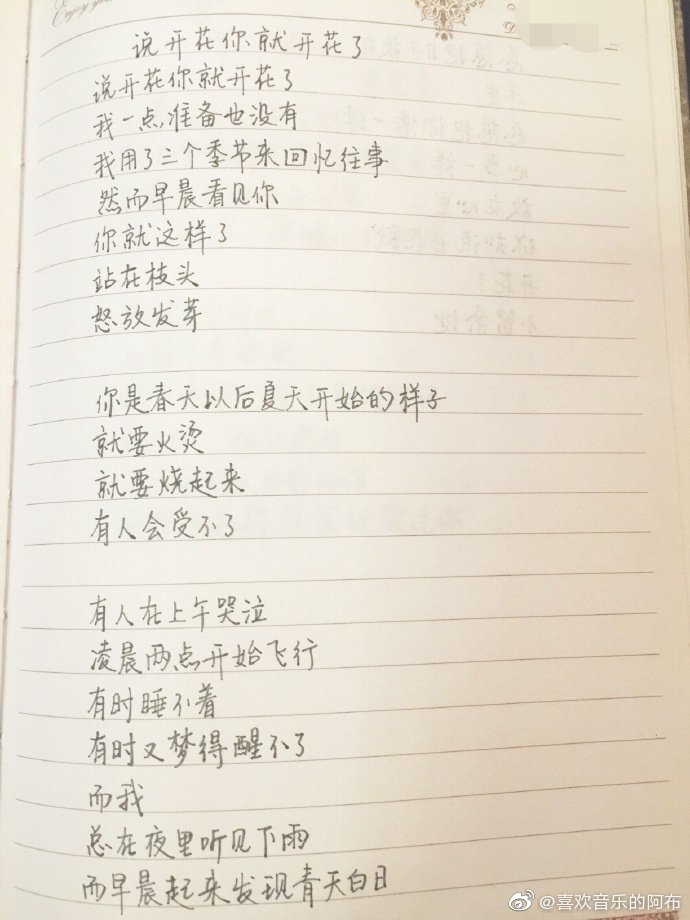 Enjoy
说开花你就开花了
说开花你就开花了
我一点准备也没有
我用了三个季节来回忆往事
然而早晨看见你
你就这样了
站在枝头
怒放发芽
你是春天以后夏天开始的样子
就要火烫
就要烧起来
有人会受不了
有人在上午哭泣
凌晨两点开始飞行
有时睡不着
有时又梦得醒不了
而我
总在夜里听见下雨
而早晨起来发现青天白日
@喜欢音乐的阿布